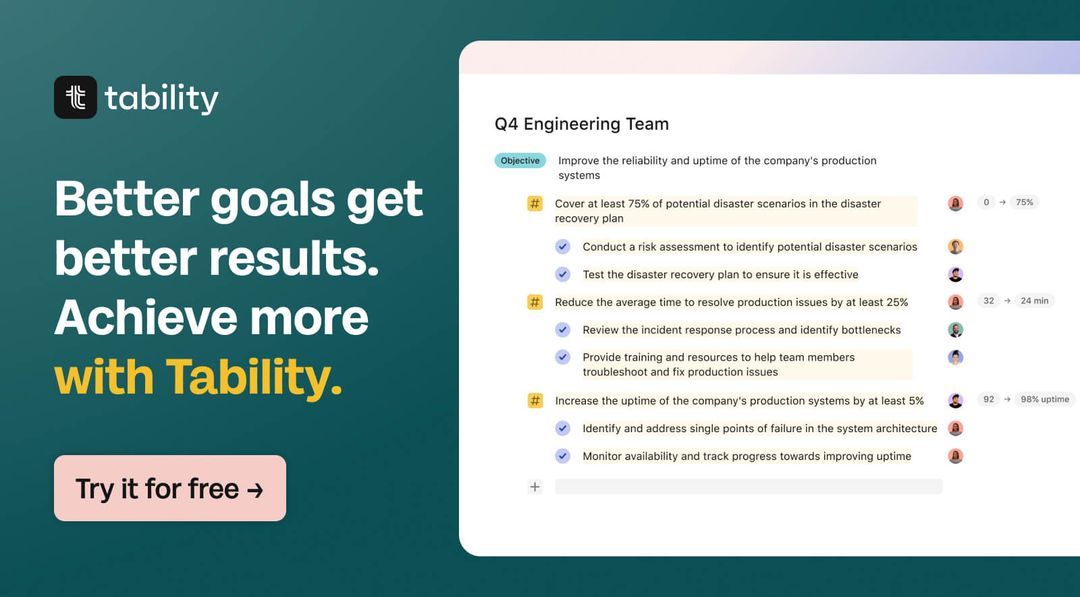 tability
Better goals get
better results.
Achieve more
with Tability.
Try it for free →
Q4 Engineering Team
Objective
Improve the reliability and uptime of the company's production
systems
# Cover at least 75% of potential disaster scenarios in the disaster
recovery plan
0 → 75%
Conduct a risk assessment to identify potential disaster scenarios
Test the disaster recovery plan to ensure it is effective
# Reduce the average time to resolve production issues by at least 25%
32 → 24 min
Review the incident response process and identify bottlenecks
Provide training and resources to help team members
troubleshoot and fix production issues
# Increase the uptime of the company's production systems by at least 5%
92 → 98% uptime
Identify and address single points of failure in the system architecture
Monitor availability and track progress towards improving uptime
+